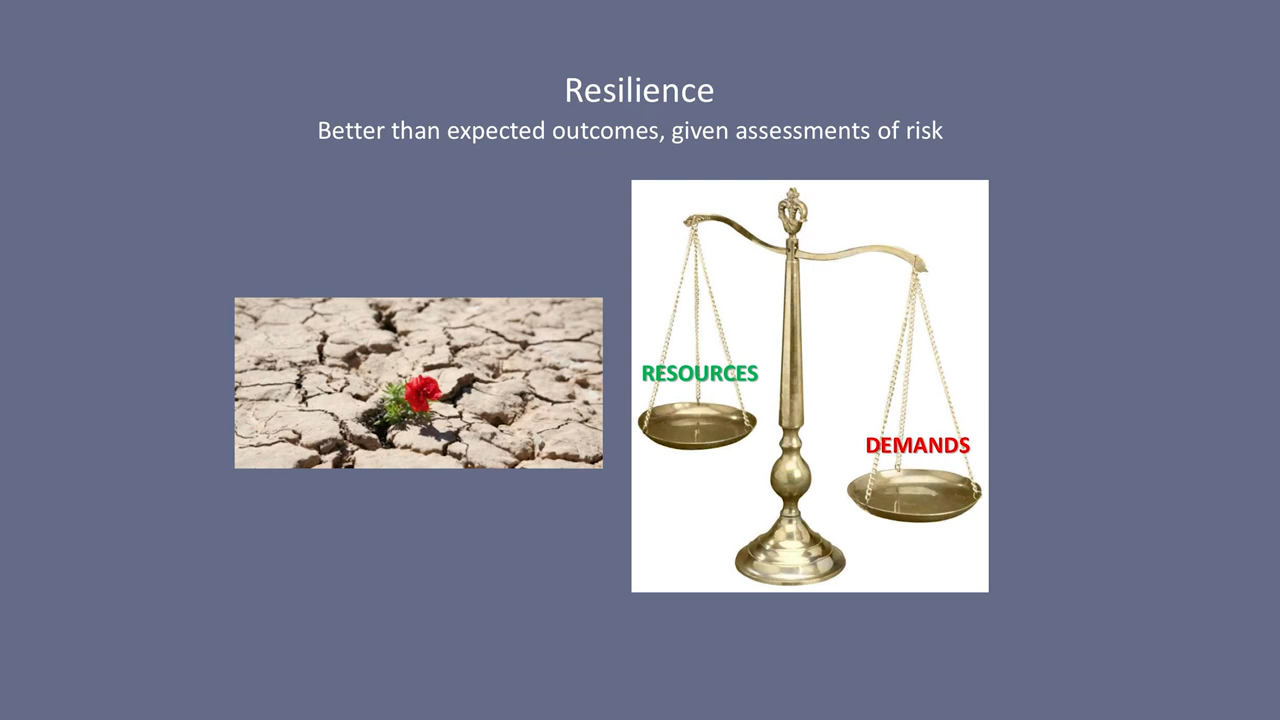 Resilience
Better than expected outcomes, given assessments of risk
RESOURCES
DEMANDS